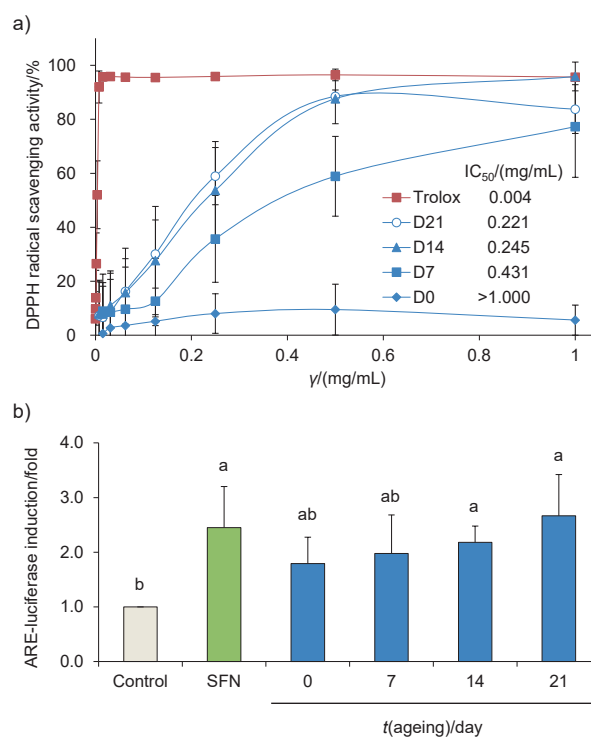 a)
DPPH radical scavenging activity/%
100
80
60
40
20
0
0
0.2
0.4
0.6
0.8
1
γ/(mg/mL)
IC50/(mg/mL)
Trolox 0.004
D21 0.221
D14 0.245
D7 0.431
D0 >1.000
b)
ARE-luciferase induction/fold
4.0
3.0
2.0
1.0
0.0
b
a
ab
ab
a
a
Control SFN 0 7 14 21
t(ageing)/day